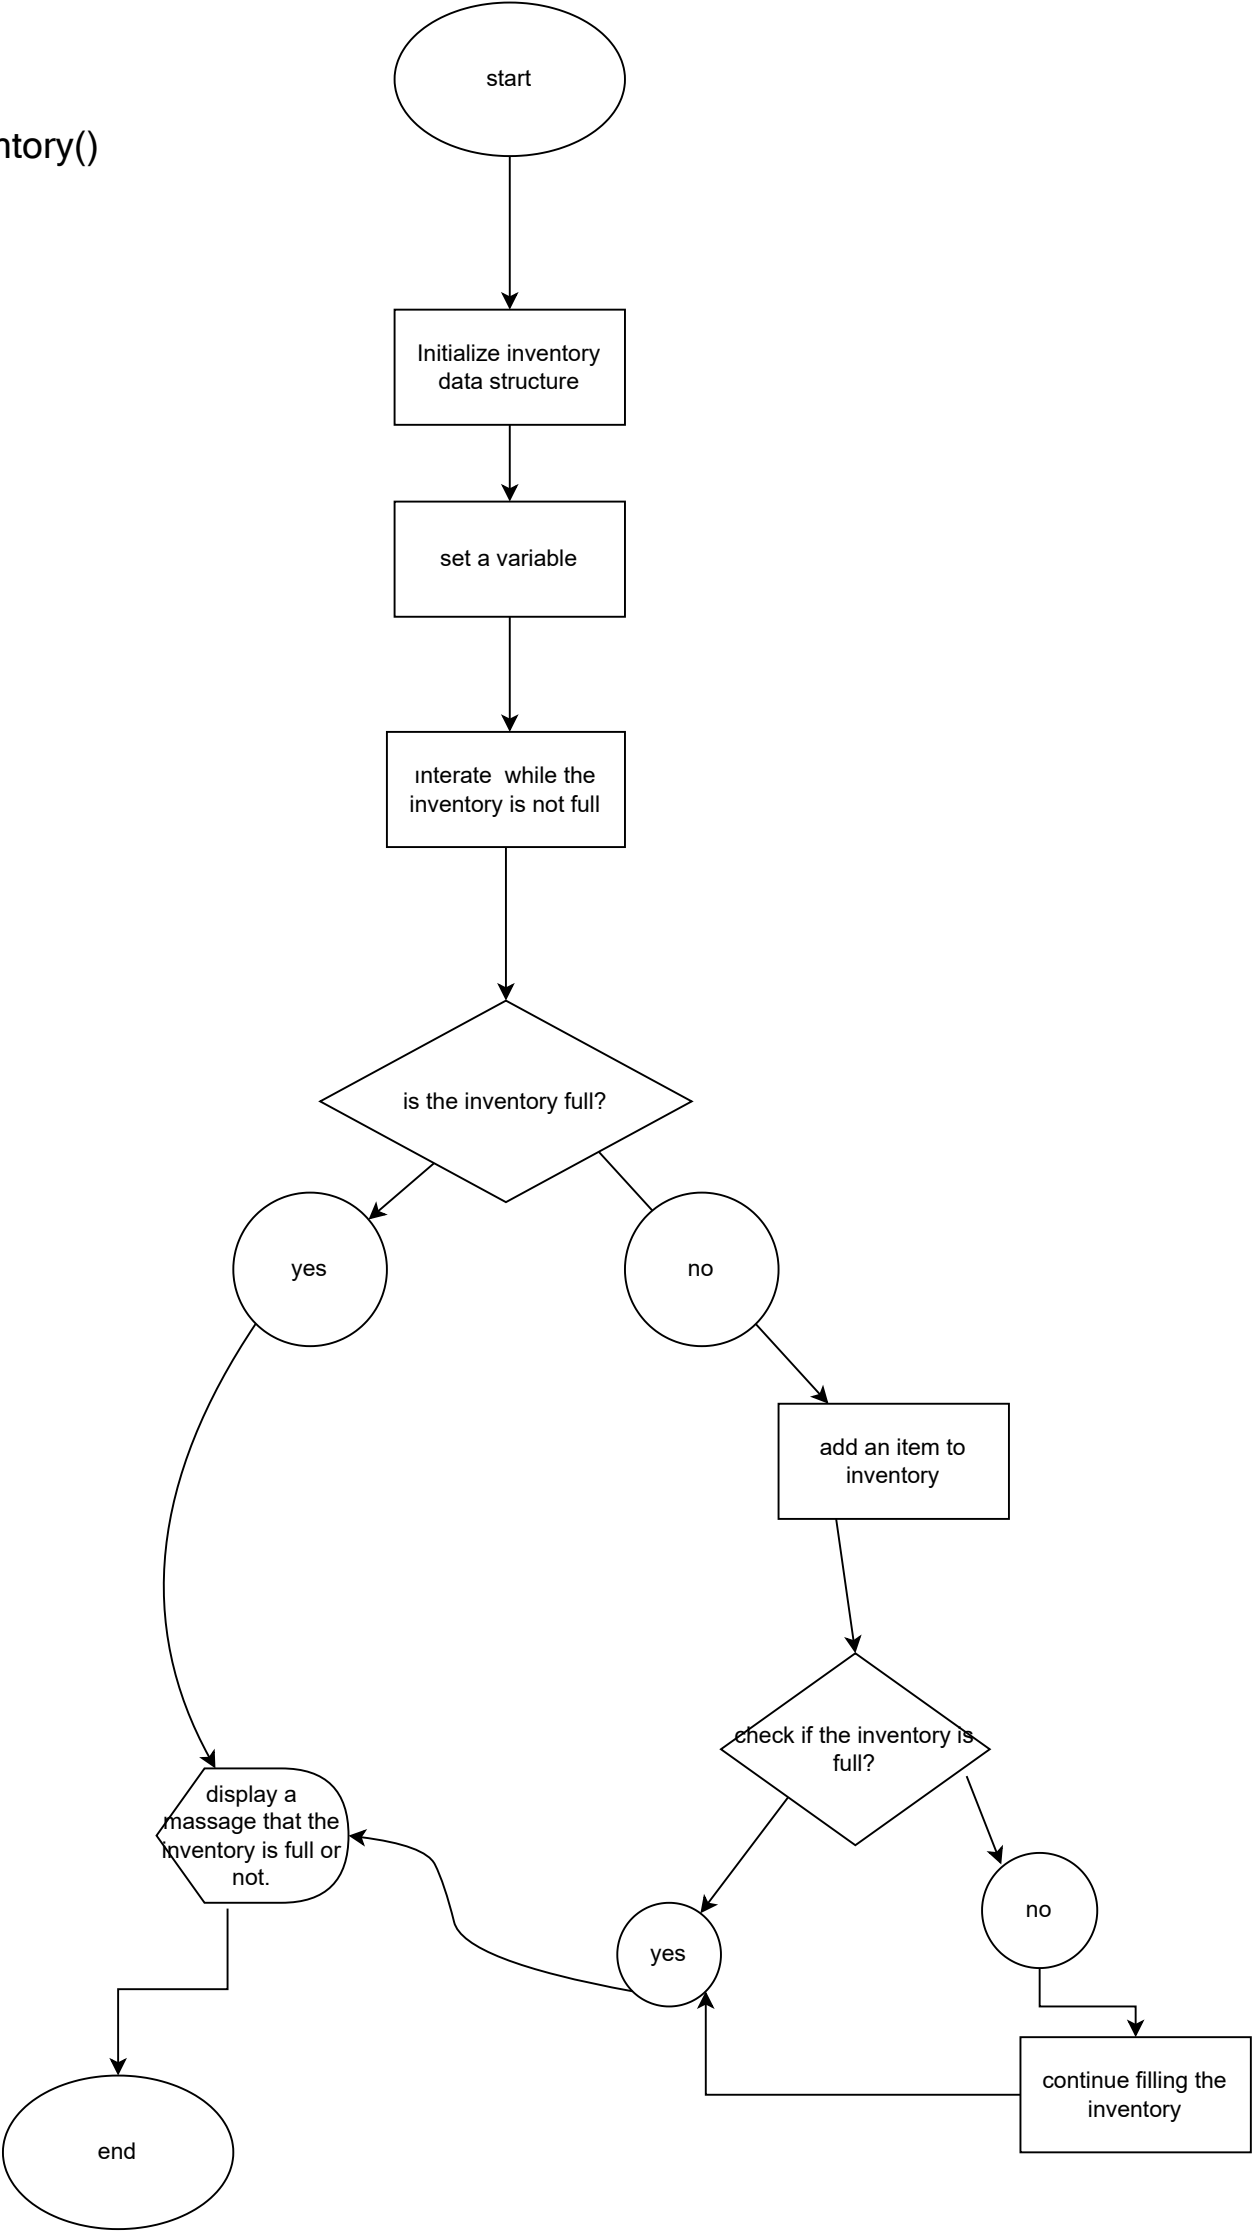 start
ntory()
Initialize inventory
data structure
set a variable
ınterate  while the
inventory is not full
is the inventory full?
yes
no
add an item to
inventory
check if the inventory is
full?
display a
massage that the
inventory is full or
not.
no
yes
continue filling the
inventory
end